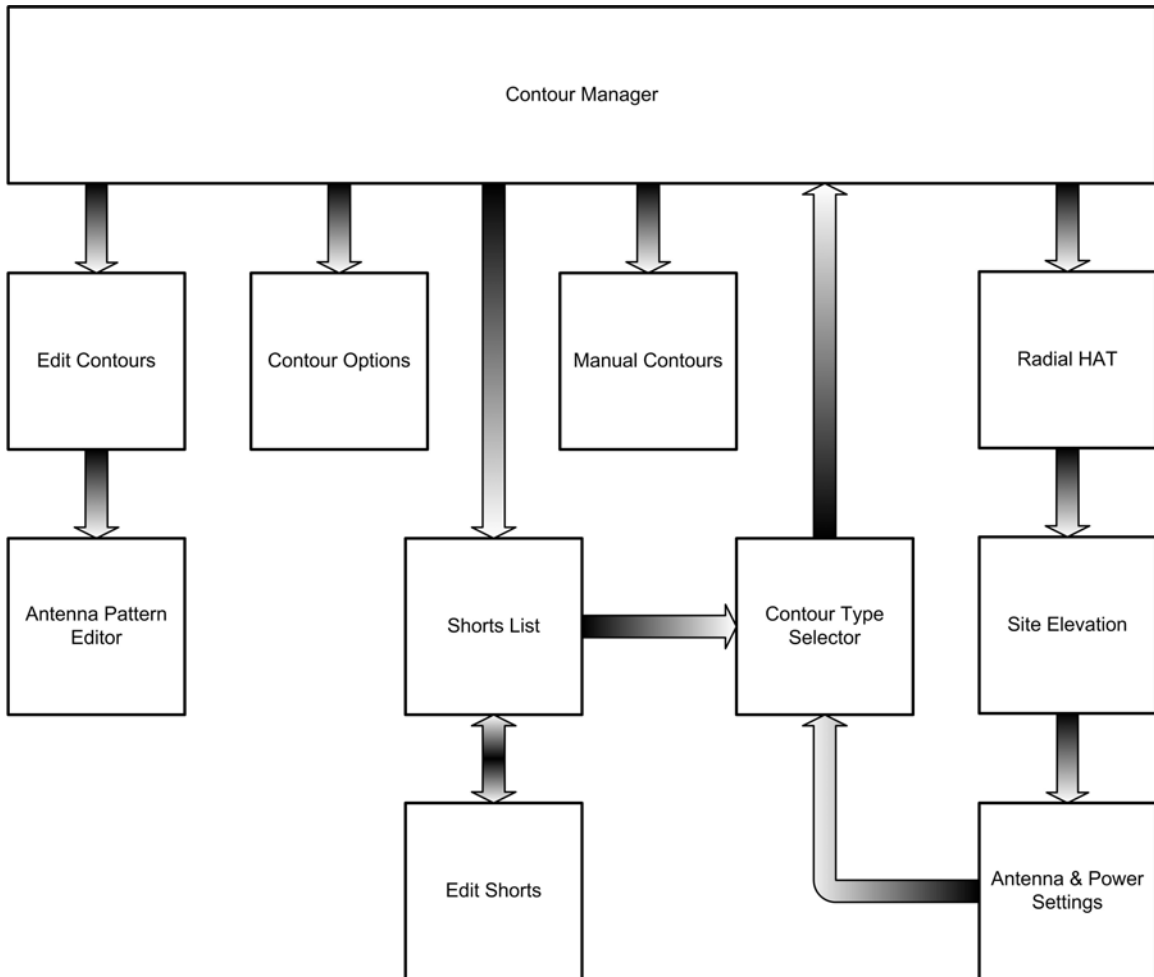 Contour Manager
Edit Contours
Contour Options
Manual Contours
Radial HAT
Antenna Pattern
Editor
Shorts List
Contour Type
Selector
Site Elevation
Edit Shorts
Antenna & Power
Settings